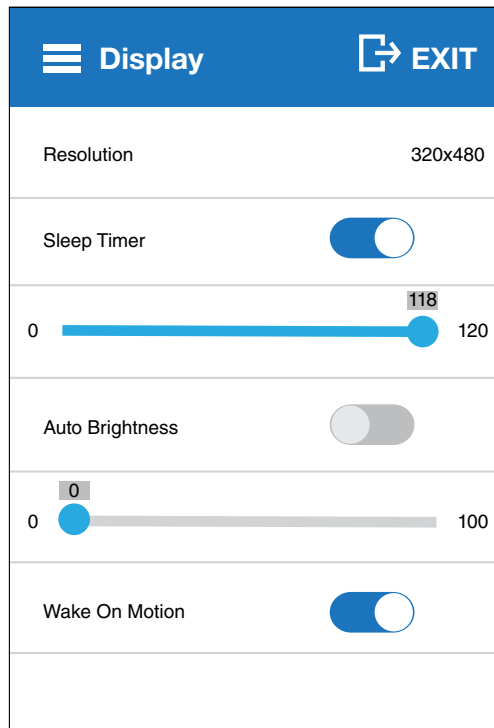 Display EXIT
Resolution 320x480
Sleep Timer
118
0 120
Auto Brightness
0
0 100
Wake On Motion